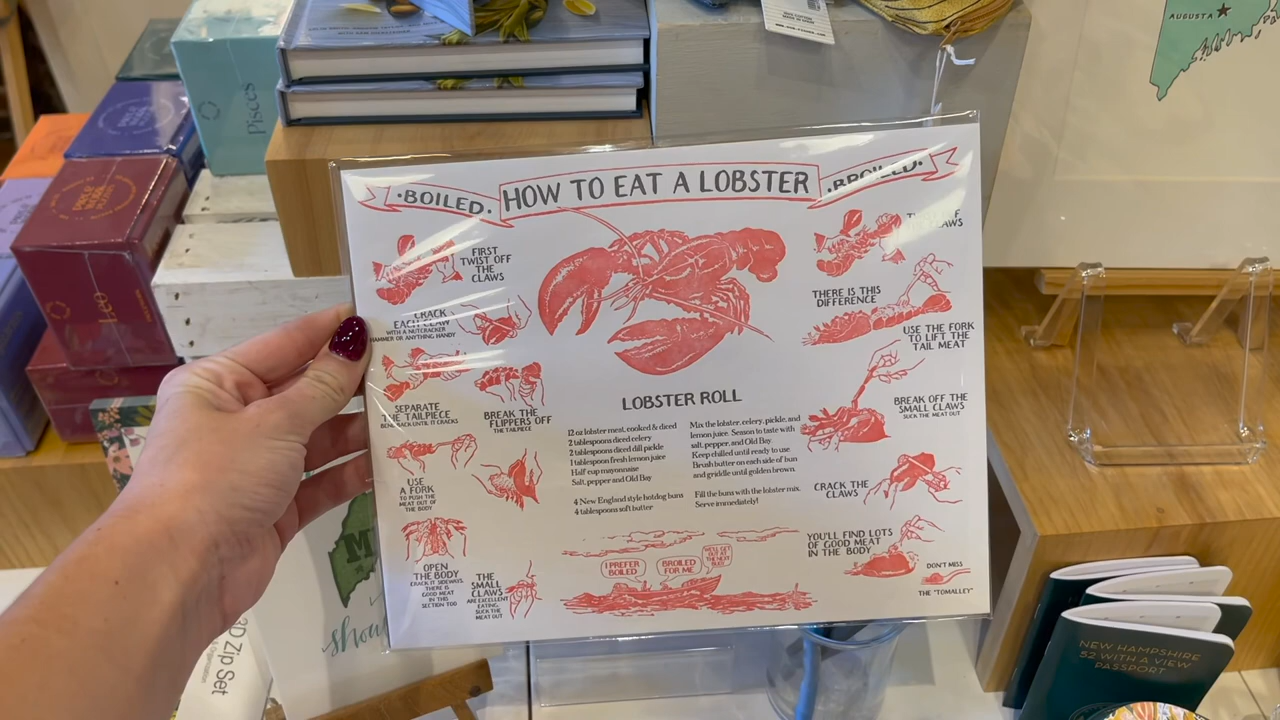 AUGUSTA
Pisces
Leo
·BOILED·
HOW TO EAT A LOBSTER
·BROILED·
FIRST
TWIST OFF
THE
CLAWS
CRACK
EACH CLAW
WITH A NUTCRACKER
HAMMER OR ANYTHING HANDY
SEPARATE
THE TAILPIECE
BEND BACK UNTIL IT CRACKS
BREAK THE
FLIPPERS OFF
THE TAILPIECE
USE
A FORK
TO PUSH THE
MEAT OUT OF
THE BODY
OPEN
THE BODY
CRACK IT SIDEWAYS
THERE IS
GOOD MEAT
IN THIS
SECTION TOO
THE
SMALL
CLAWS
ARE EXCELLENT
EATING,
SUCK THE
MEAT OUT
LOBSTER ROLL
12 oz lobster meat, cooked & diced
2 tablespoons diced celery
2 tablespoons diced dill pickle
1 tablespoon fresh lemon juice
Half cup mayonnaise
Salt, pepper and Old Bay
4 New England style hotdog buns
4 tablespoons soft butter
Mix the lobster, celery, pickle, and
lemon juice. Season to taste with
salt, pepper, and Old Bay.
Keep chilled until ready to use.
Brush butter on each side of bun
and griddle until golden brown.
Fill the buns with the lobster mix.
Serve immediately!
I PREFER
BOILED
BROILED
FOR ME
THERE IS THIS
DIFFERENCE
USE THE FORK
TO LIFT THE
TAIL MEAT
BREAK OFF THE
SMALL CLAWS
SUCK THE MEAT OUT
CRACK THE
CLAWS
YOU'LL FIND LOTS
OF GOOD MEAT
IN THE BODY
DON'T MISS
THE "TOMALLEY"
M
Zip Set
NEW HAMPSHIRE
52 WITH A VIEW
PASSPORT